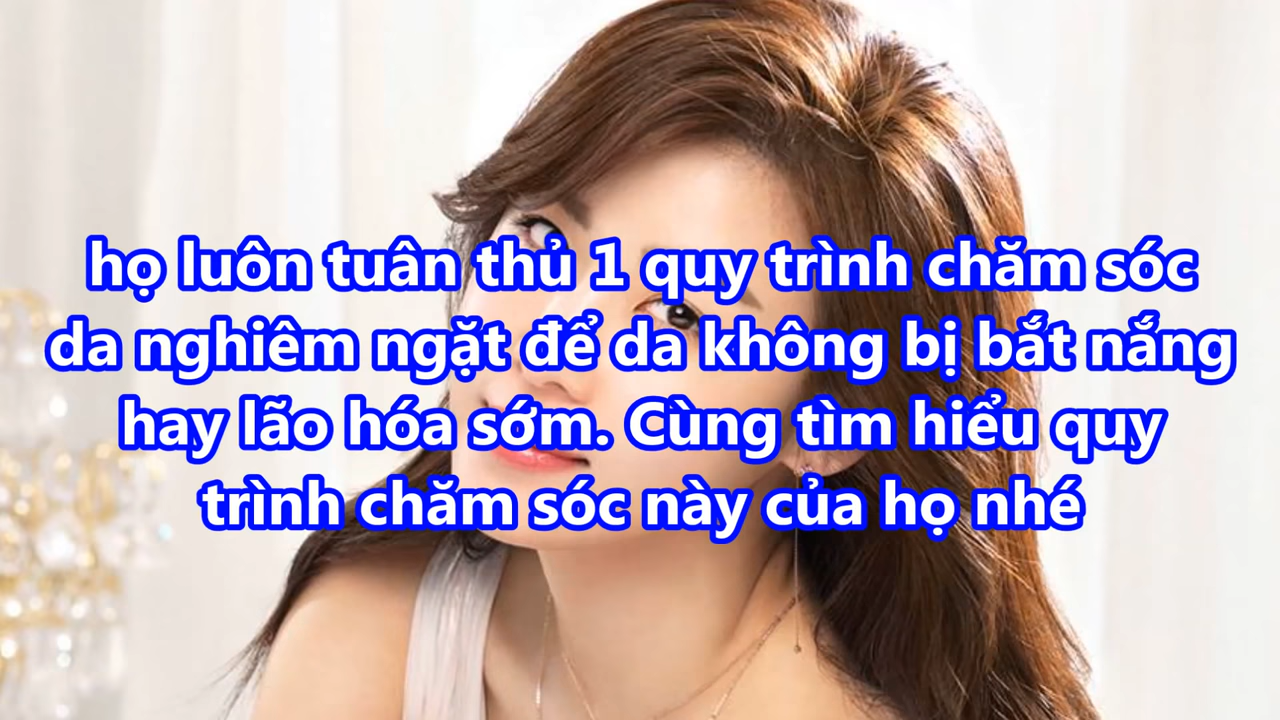 họ luôn tuân thủ 1 quy trình chăm sóc
da nghiêm ngặt để da không bị bắt nắng
hay lão hóa sớm. Cùng tìm hiểu quy
trình chăm sóc này của họ nhé